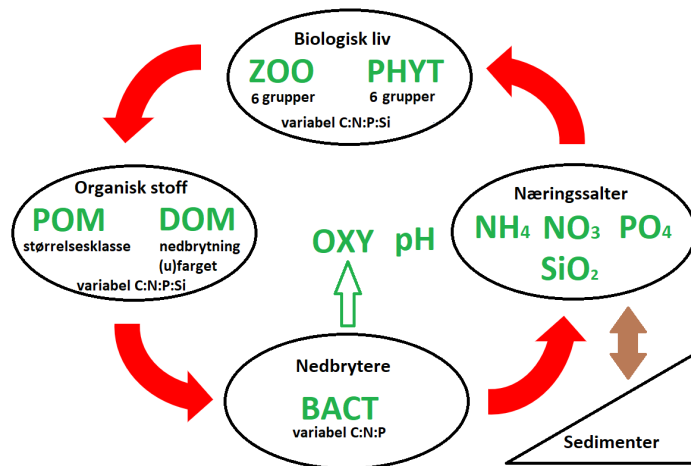 Biologisk liv
ZOO PHYT
6 grupper 6 grupper
variabel C:N:P:Si
Organisk stoff
POM DOM
størrelsesklasse nedbrytning
(u)farget
variabel C:N:P:Si
OXY pH
Næringssalter
NH₄ NO₃ PO₄
SiO₂
Nedbrytere
BACT
variabel C:N:P
Sedimenter